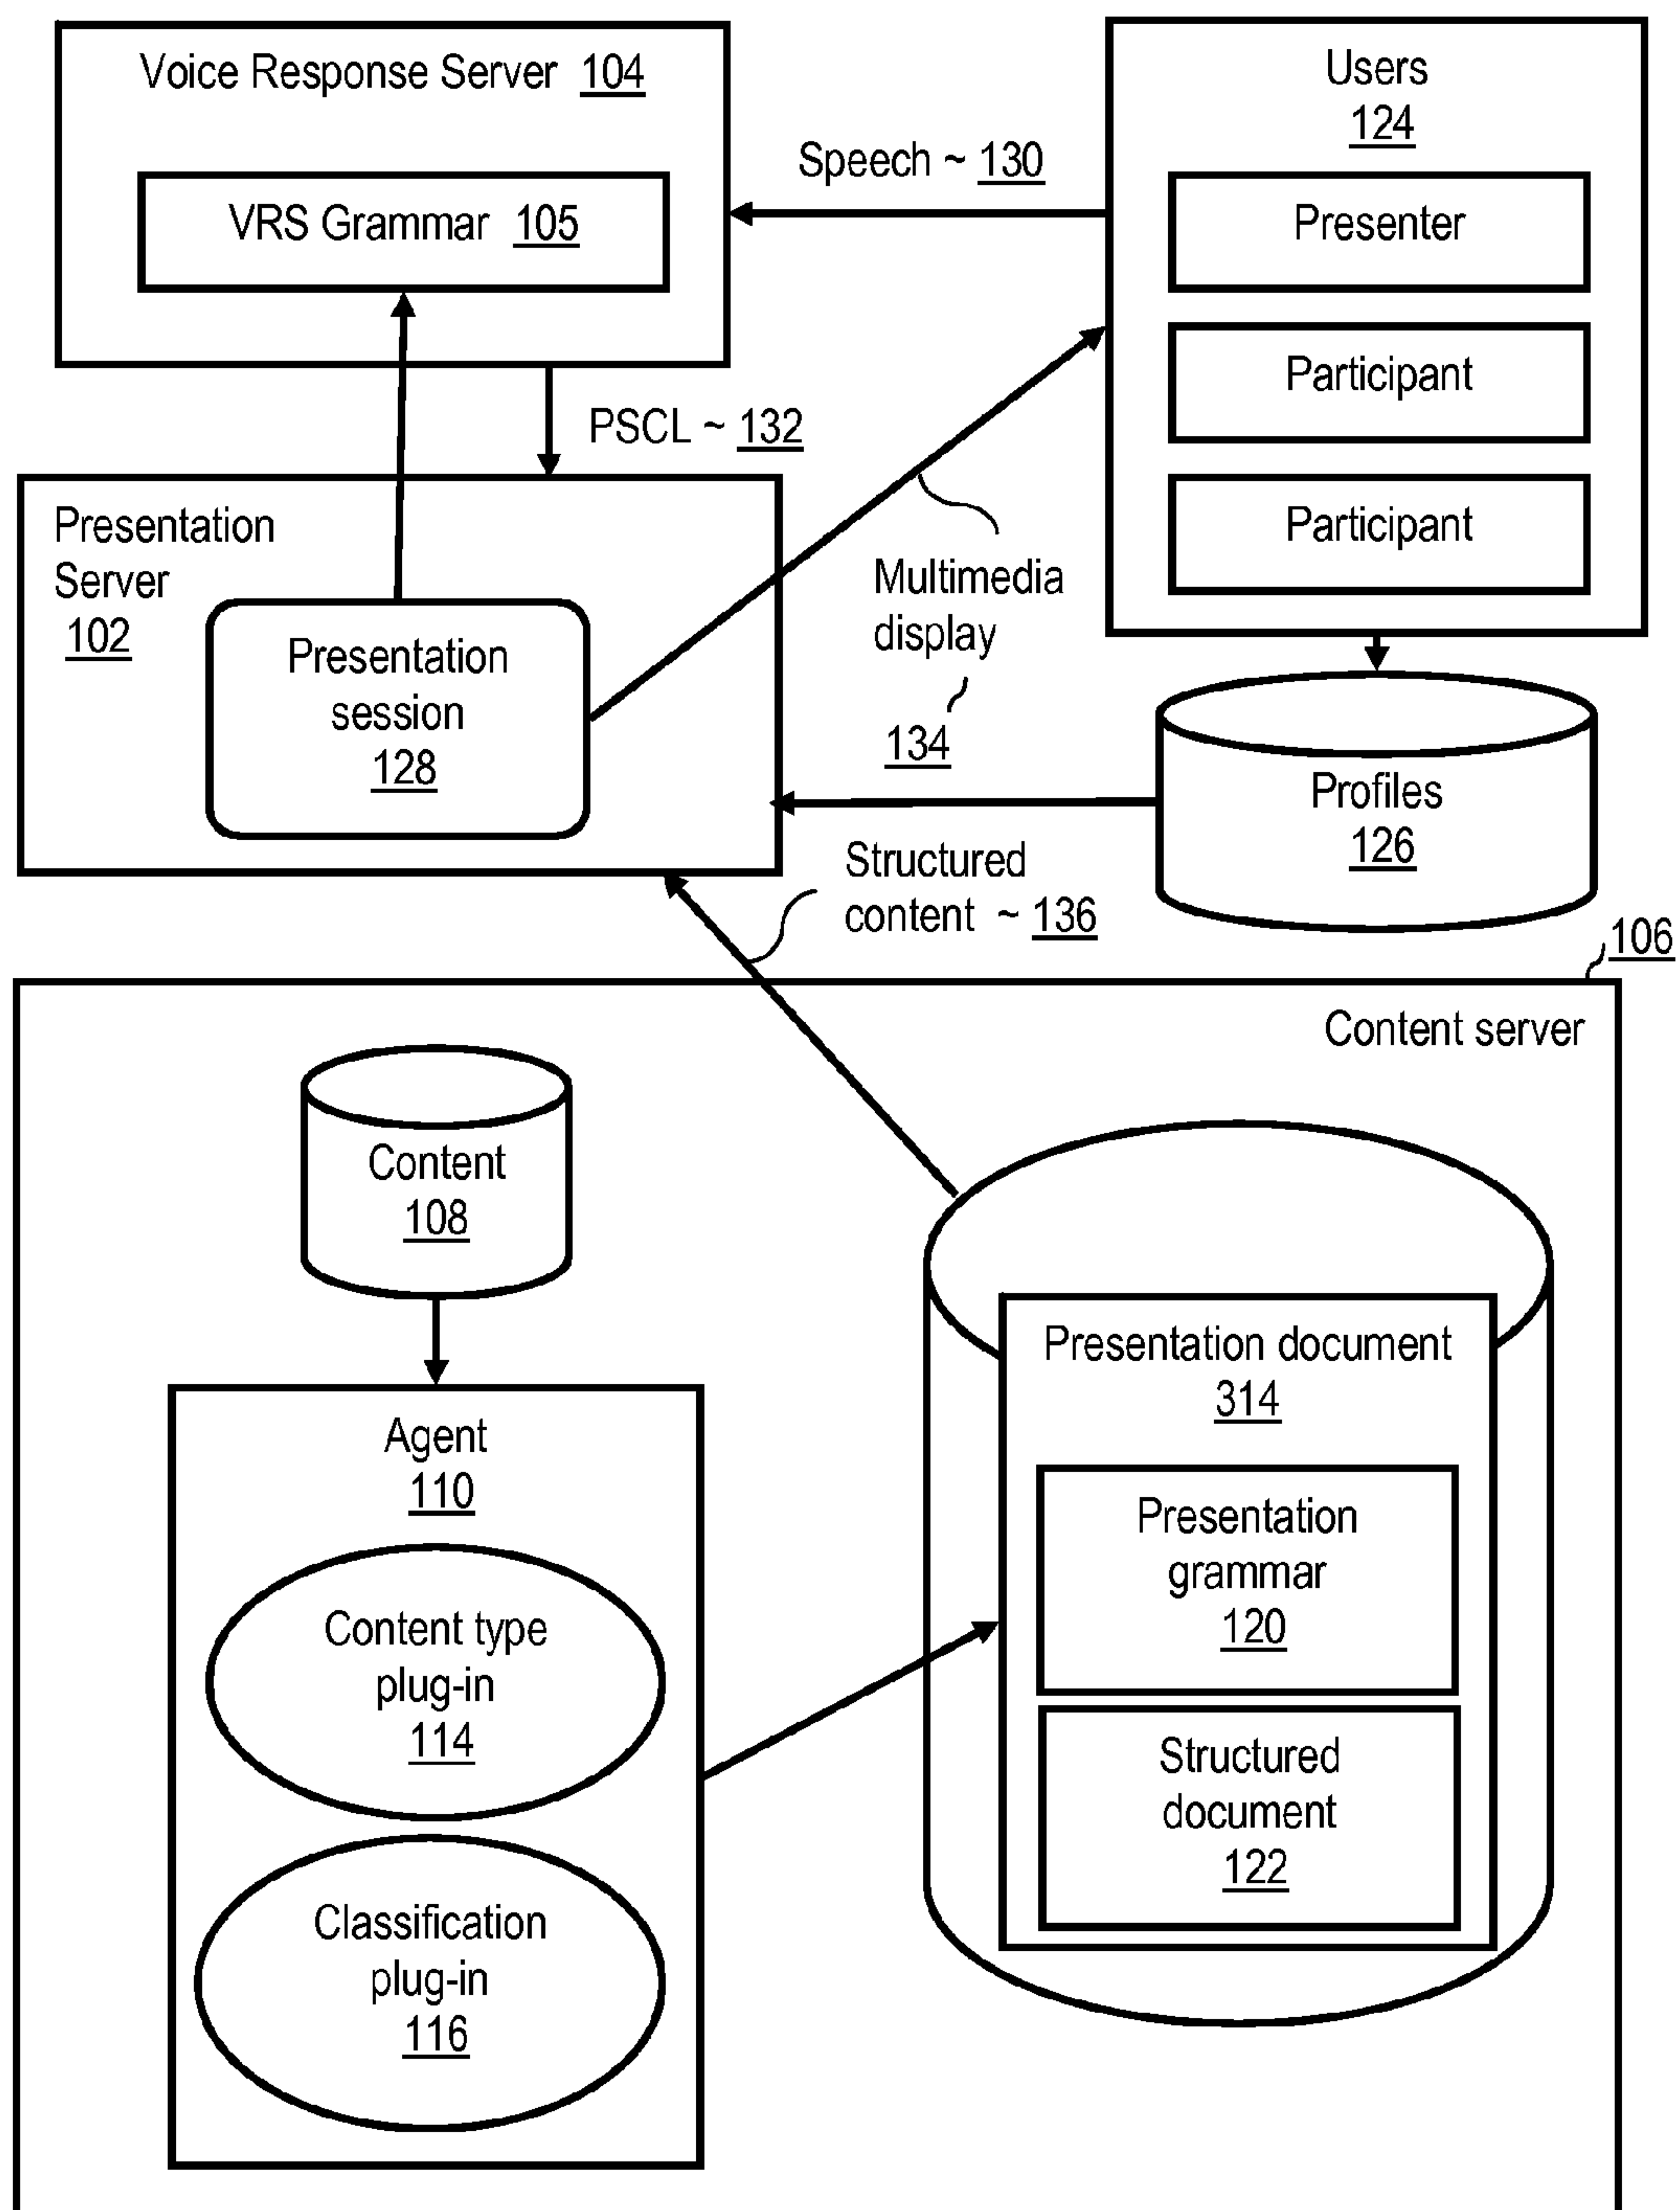 Voice Response Server 104
VRS Grammar 105
Speech ~ 130
Users
124
Presenter
Participant
Participant
PSCL ~ 132
Presentation
Server
102
Presentation
session
128
Multimedia
display
134
Profiles
126
Structured
content ~ 136
106
Content server
Content
108
Agent
110
Content type
plug-in
114
Classification
plug-in
116
Presentation document
314
Presentation
grammar
120
Structured
document
122